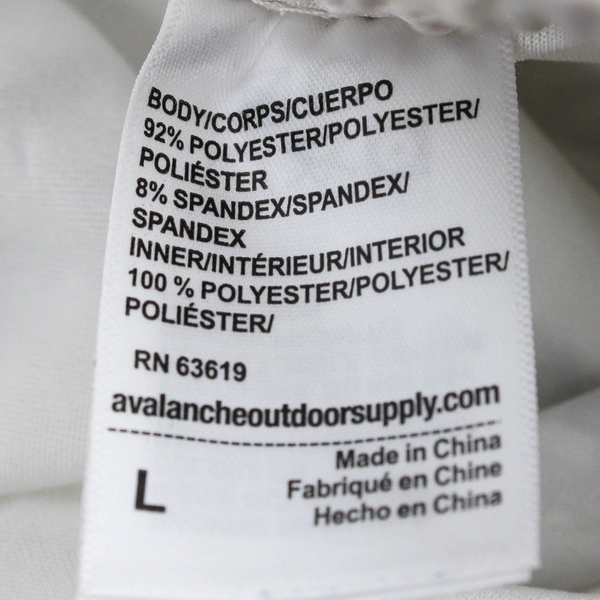 BODY/CORPS/CUERPO
92% POLYESTER/POLYESTER/
POLIÉSTER
8% SPANDEX/SPANDEX/
SPANDEX
INNER/INTÉRIEUR/INTERIOR
100 % POLYESTER/POLYESTER/
POLIÉSTER/
RN 63619
avalancheoutdoorsupply.com
L
Made in China
Fabriqué en Chine
Hecho en China